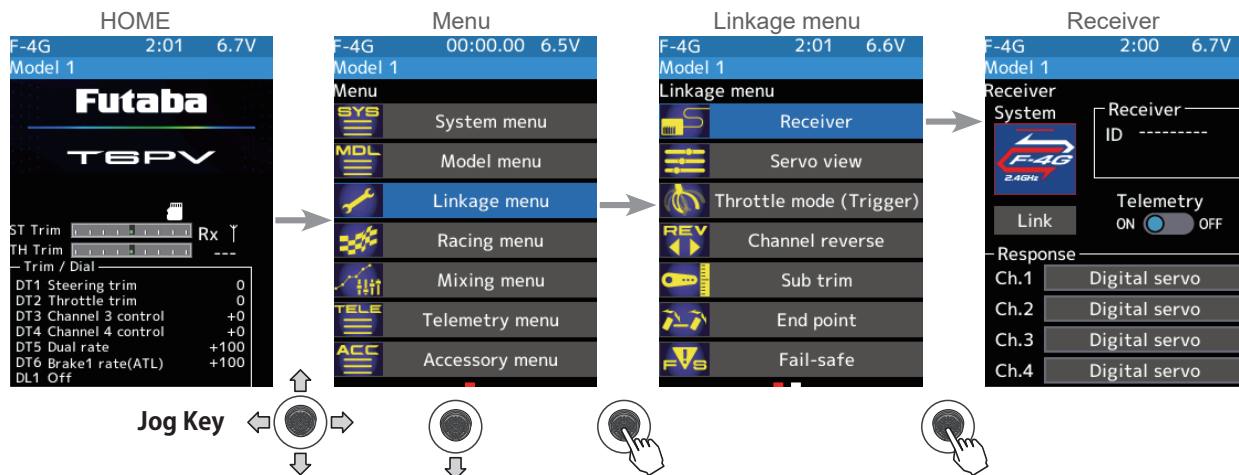 HOME
F-4G 2:01 6.7V
Model 1
Futaba
T6PV
ST Trim
TH Trim
Rx
---
Trim / Dial
DT1 Steering trim 0
DT2 Throttle trim 0
DT3 Channel 3 control +0
DT4 Channel 4 control +0
DT5 Dual rate +100
DT6 Brake1 rate(ATL) +100
DL1 Off
Menu
F-4G 00:00.00 6.5V
Model 1
Menu
SYS System menu
MDL Model menu
Linkage menu
Racing menu
Mixing menu
TELE Telemetry menu
ACC Accessory menu
Linkage menu
F-4G 2:01 6.6V
Model 1
Linkage menu
Receiver
Servo view
Throttle mode (Trigger)
REV Channel reverse
Sub trim
End point
F/S Fail-safe
Receiver
F-4G 2:00 6.7V
Model 1
Receiver
System
F-4G
2.4GHz
Link
Receiver
ID ---------
Telemetry
ON OFF
Response
Ch.1 Digital servo
Ch.2 Digital servo
Ch.3 Digital servo
Ch.4 Digital servo
Jog Key